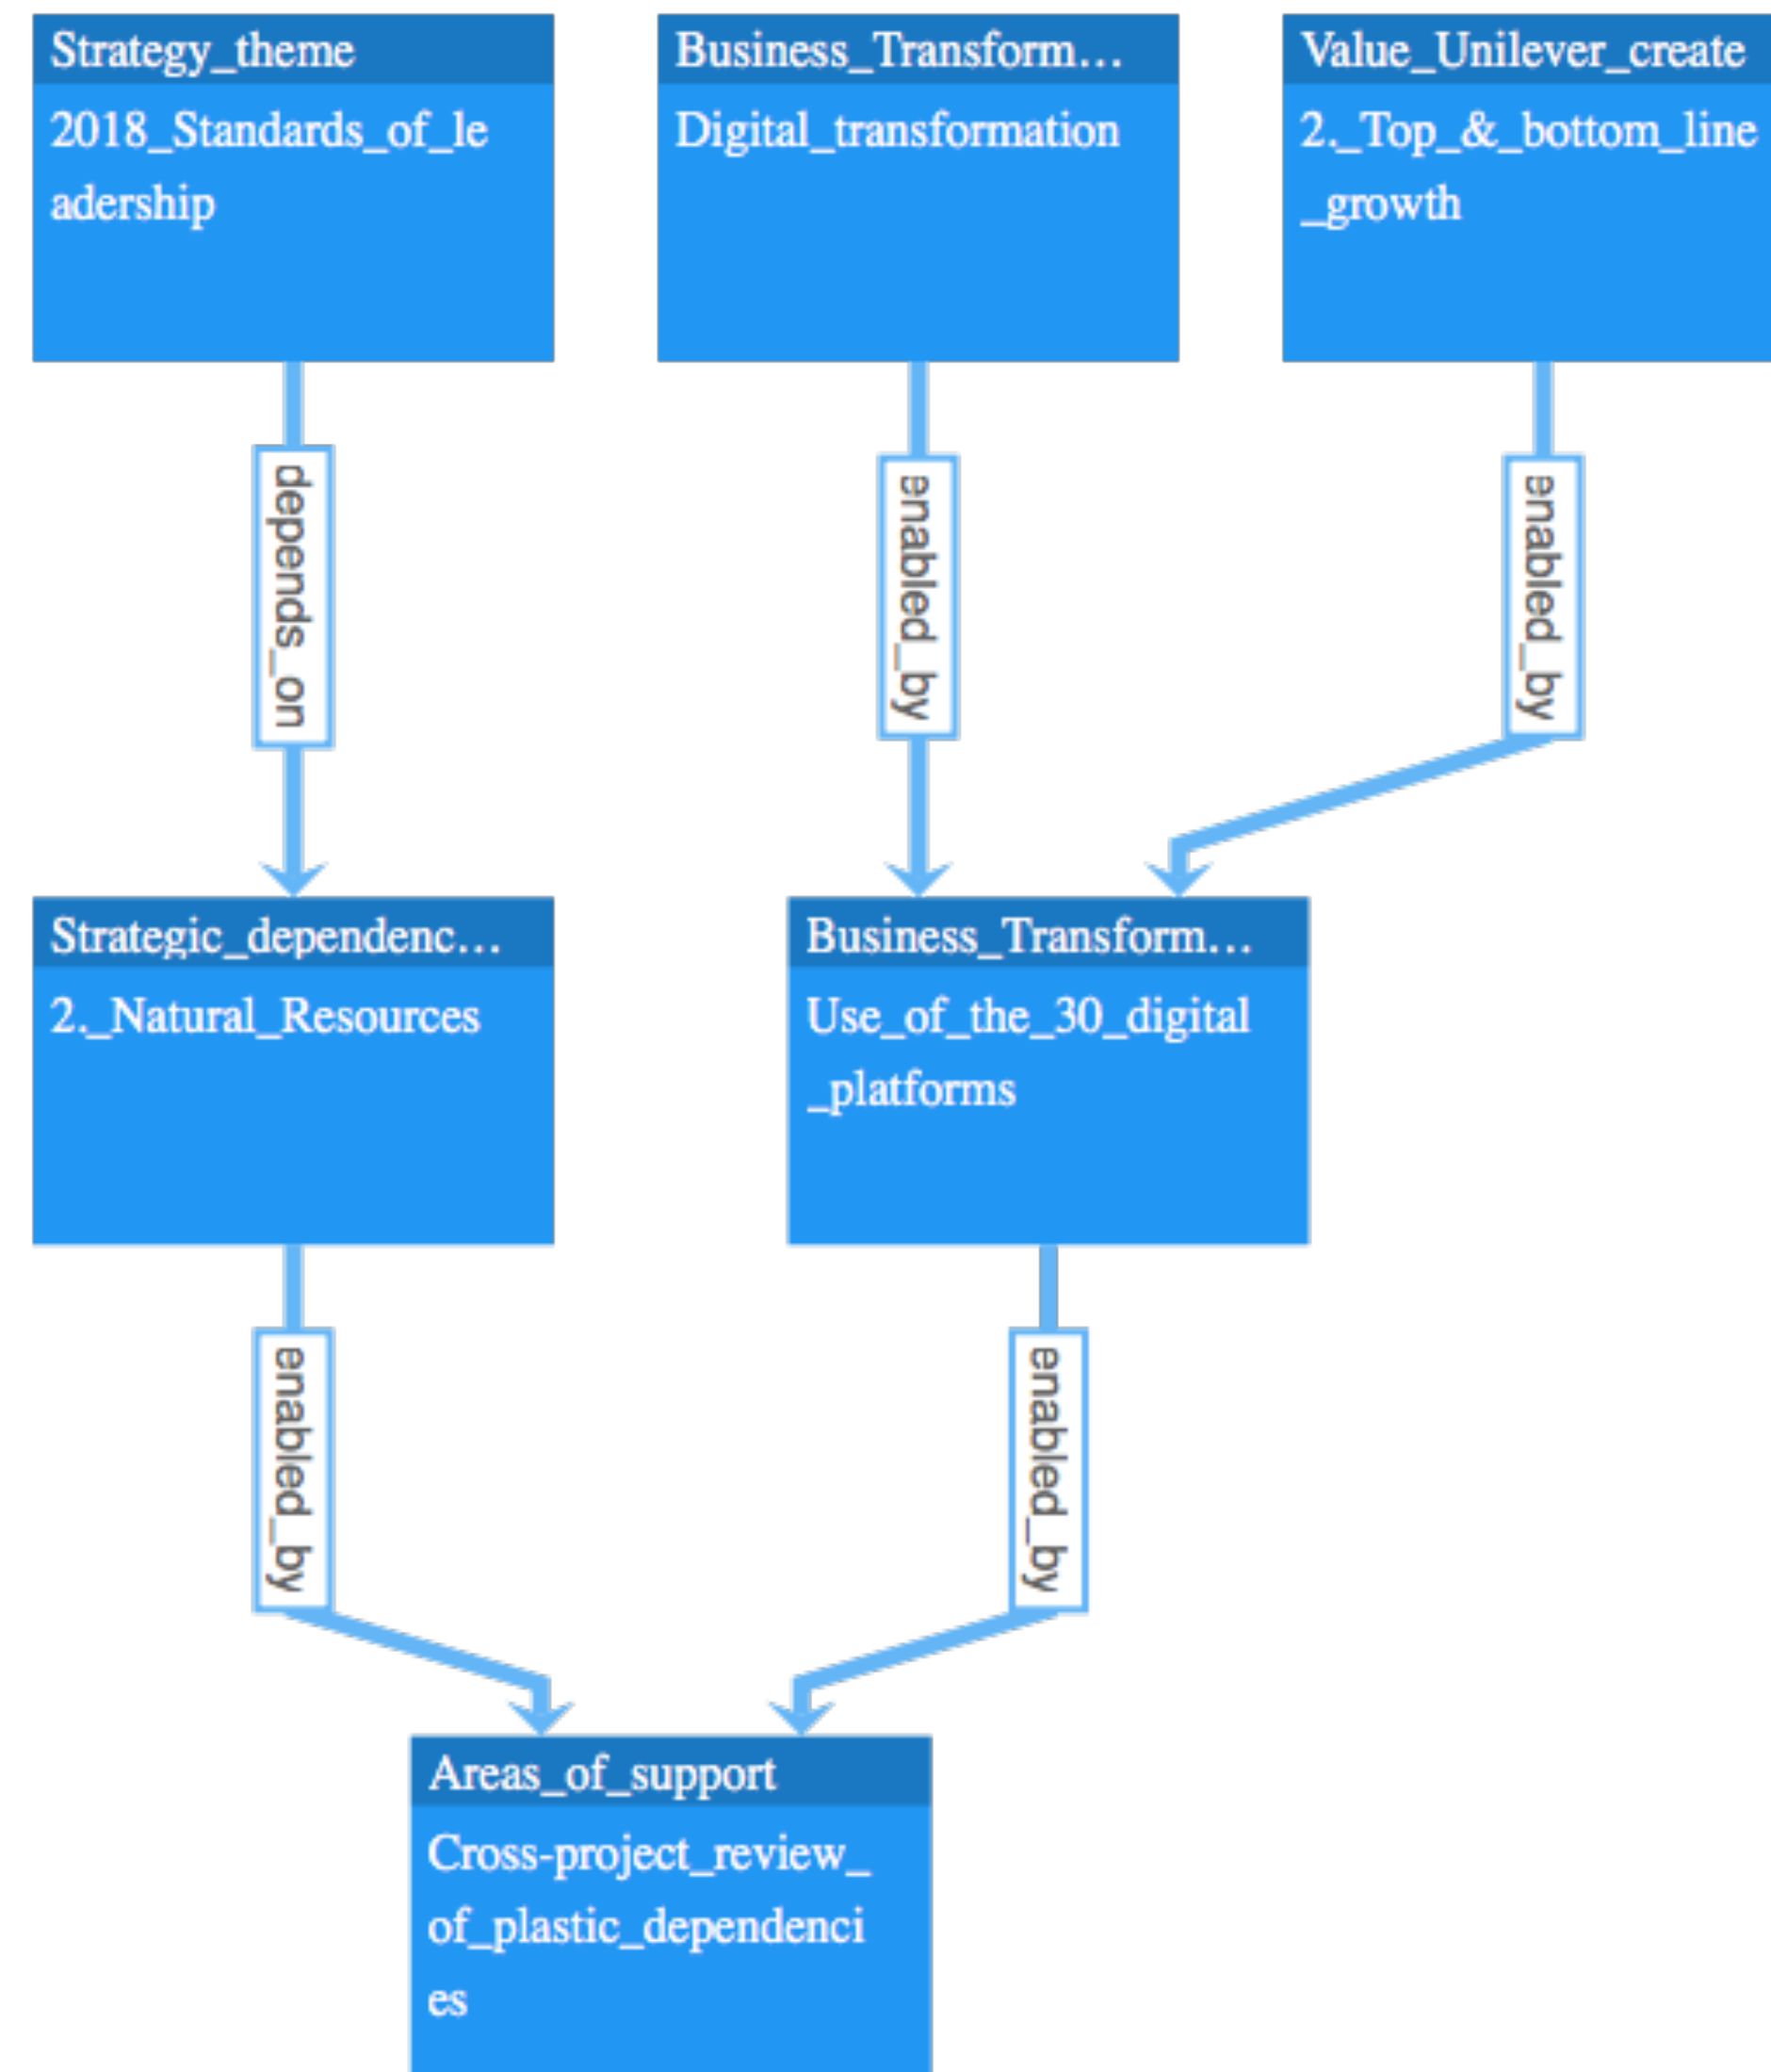 Strategy_theme
2018_Standards_of_le
adership
Business_Transform...
Digital_transformation
Value_Unilever_create
2._Top_&_bottom_line
_growth
depends_on
enabled_by
enabled_by
Strategic_dependenc...
2._Natural_Resources
Business_Transform...
Use_of_the_30_digital
_platforms
enabled_by
enabled_by
Areas_of_support
Cross-project_review_
of_plastic_dependenci
es